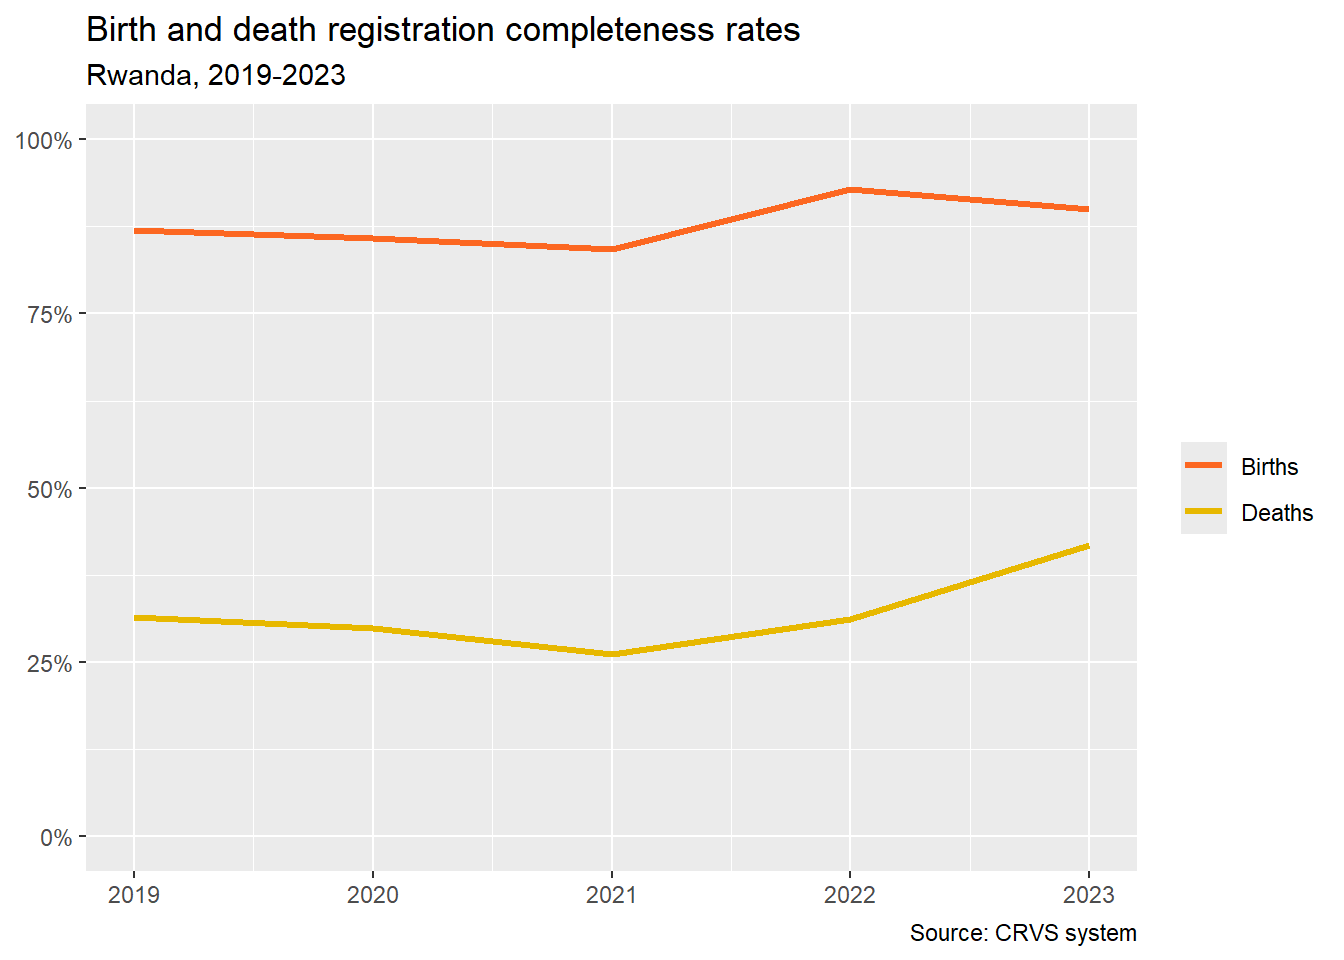 Birth and death registration completeness rates
Rwanda, 2019-2023
100%
75%
50%
25%
0%
2019 2020 2021 2022 2023
Births
Deaths
Source: CRVS system